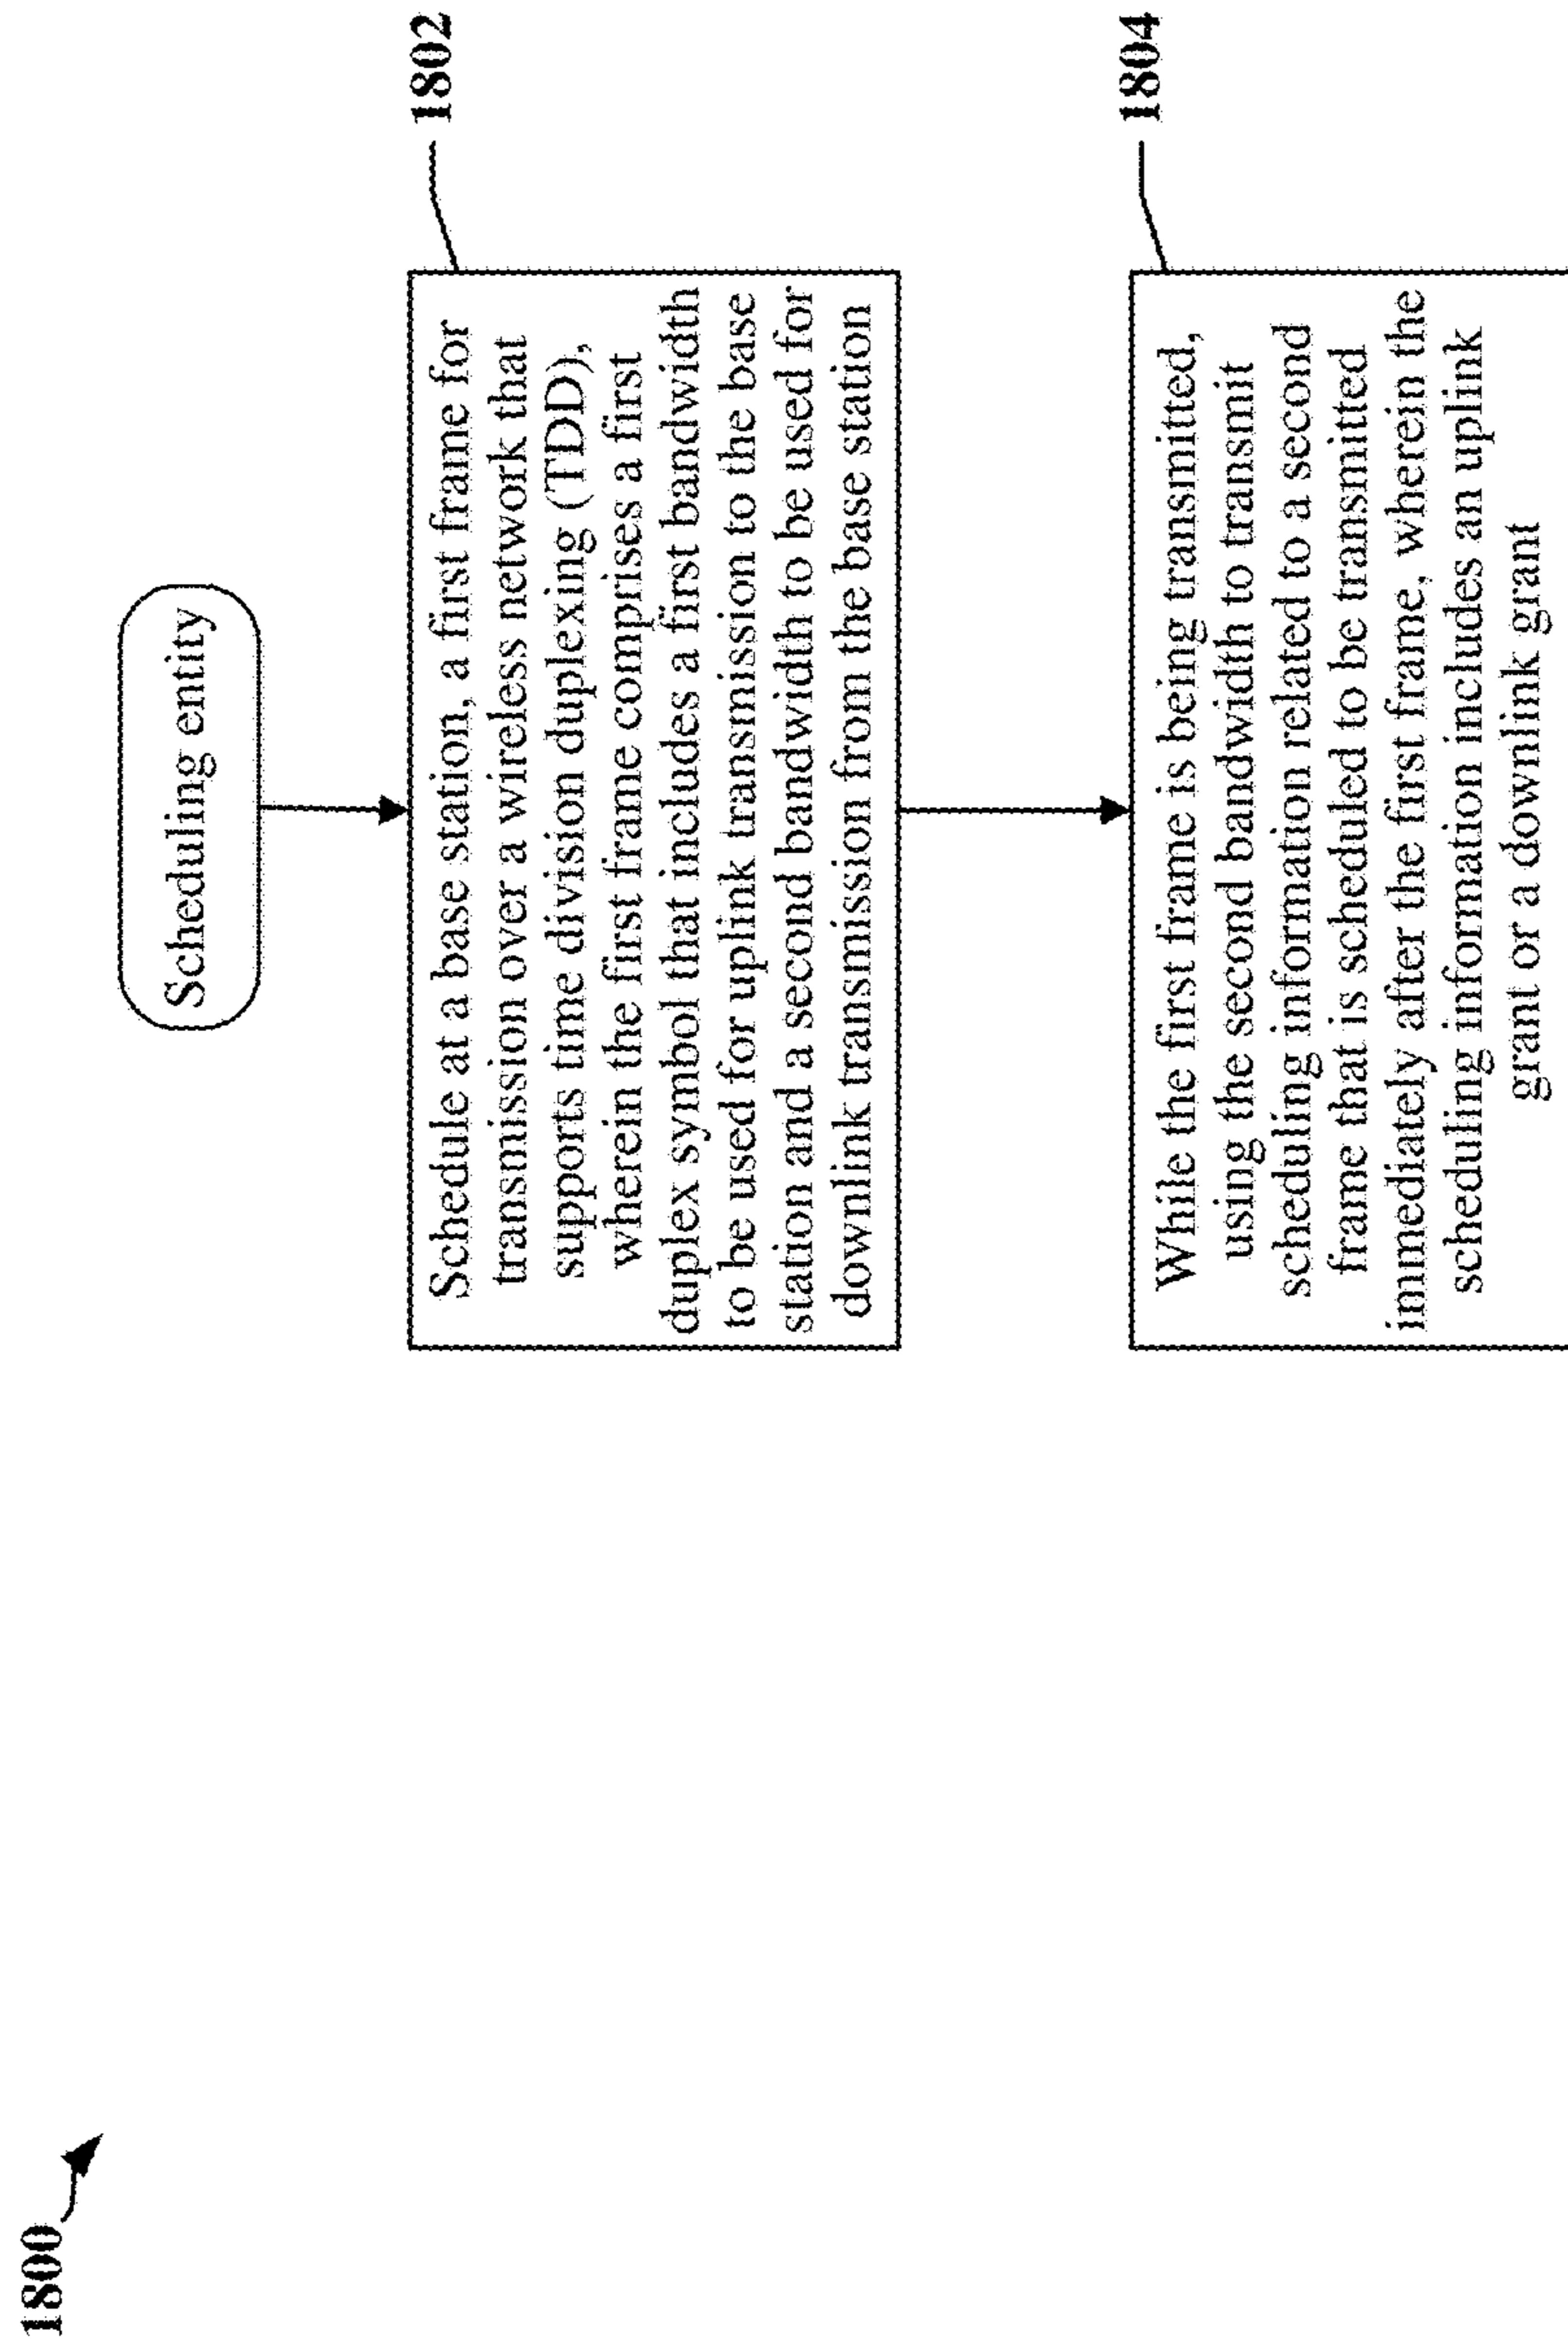 1800
Scheduling entity
Schedule at a base station, a first frame for
transmission over a wireless network that
supports time division duplexing (TDD),
wherein the first frame comprises a first
duplex symbol that includes a first bandwidth
to be used for uplink transmission to the base
station and a second bandwidth to be used for
downlink transmission from the base station
1802
While the first frame is being transmitted,
using the second bandwidth to transmit
scheduling information related to a second
frame that is scheduled to be transmitted
immediately after the first frame, wherein the
scheduling information includes an uplink
grant or a downlink grant
1804